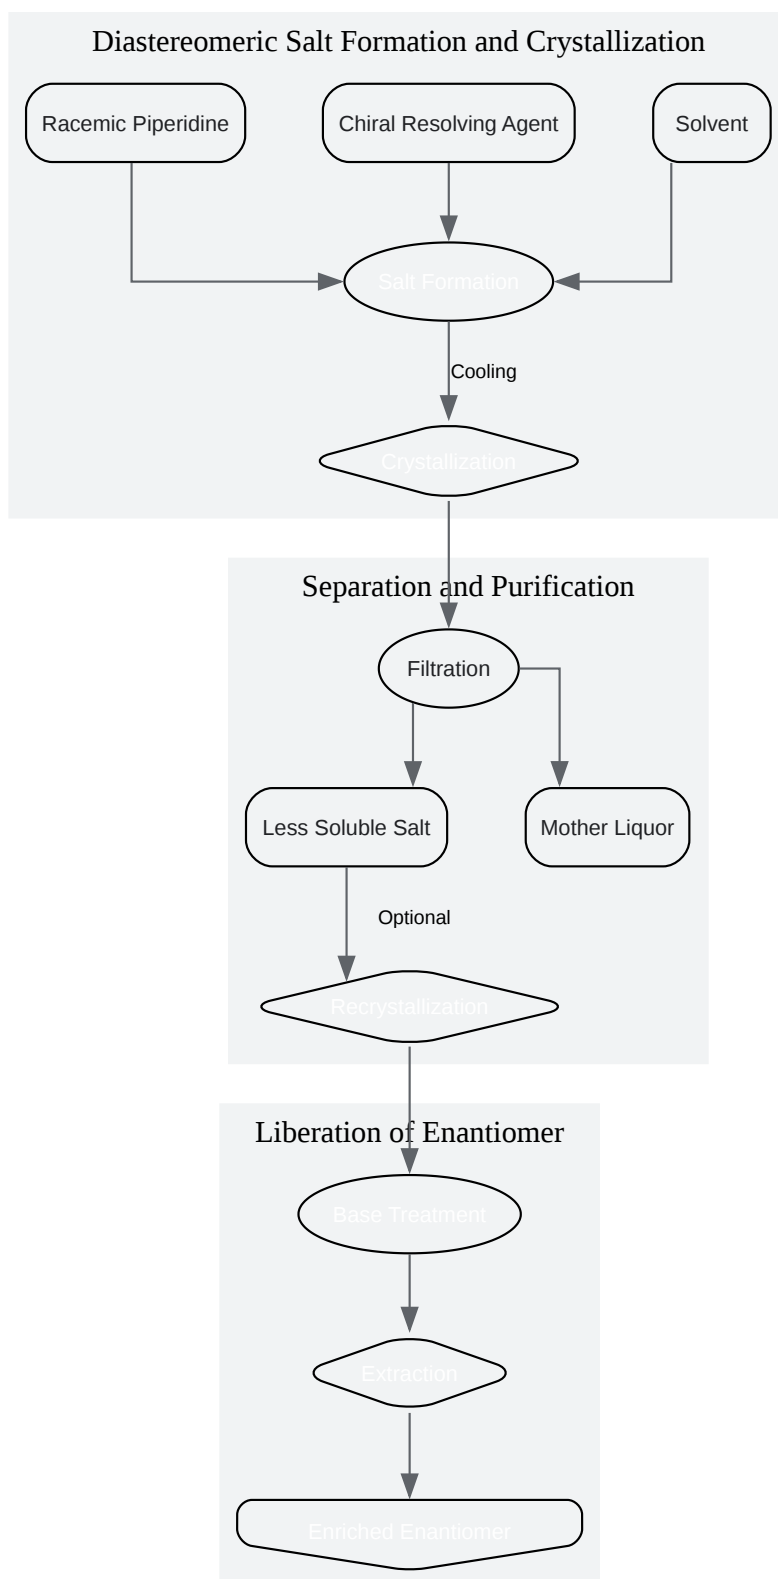 Diastereomeric Salt Formation and Crystallization
Racemic Piperidine
Chiral Resolving Agent
Solvent
Salt Formation
Cooling
Crystallization
Separation and Purification
Filtration
Less Soluble Salt
Mother Liquor
Optional
Recrystallization
Liberation of Enantiomer
Base Treatment
Extraction
Enriched Enantiomer